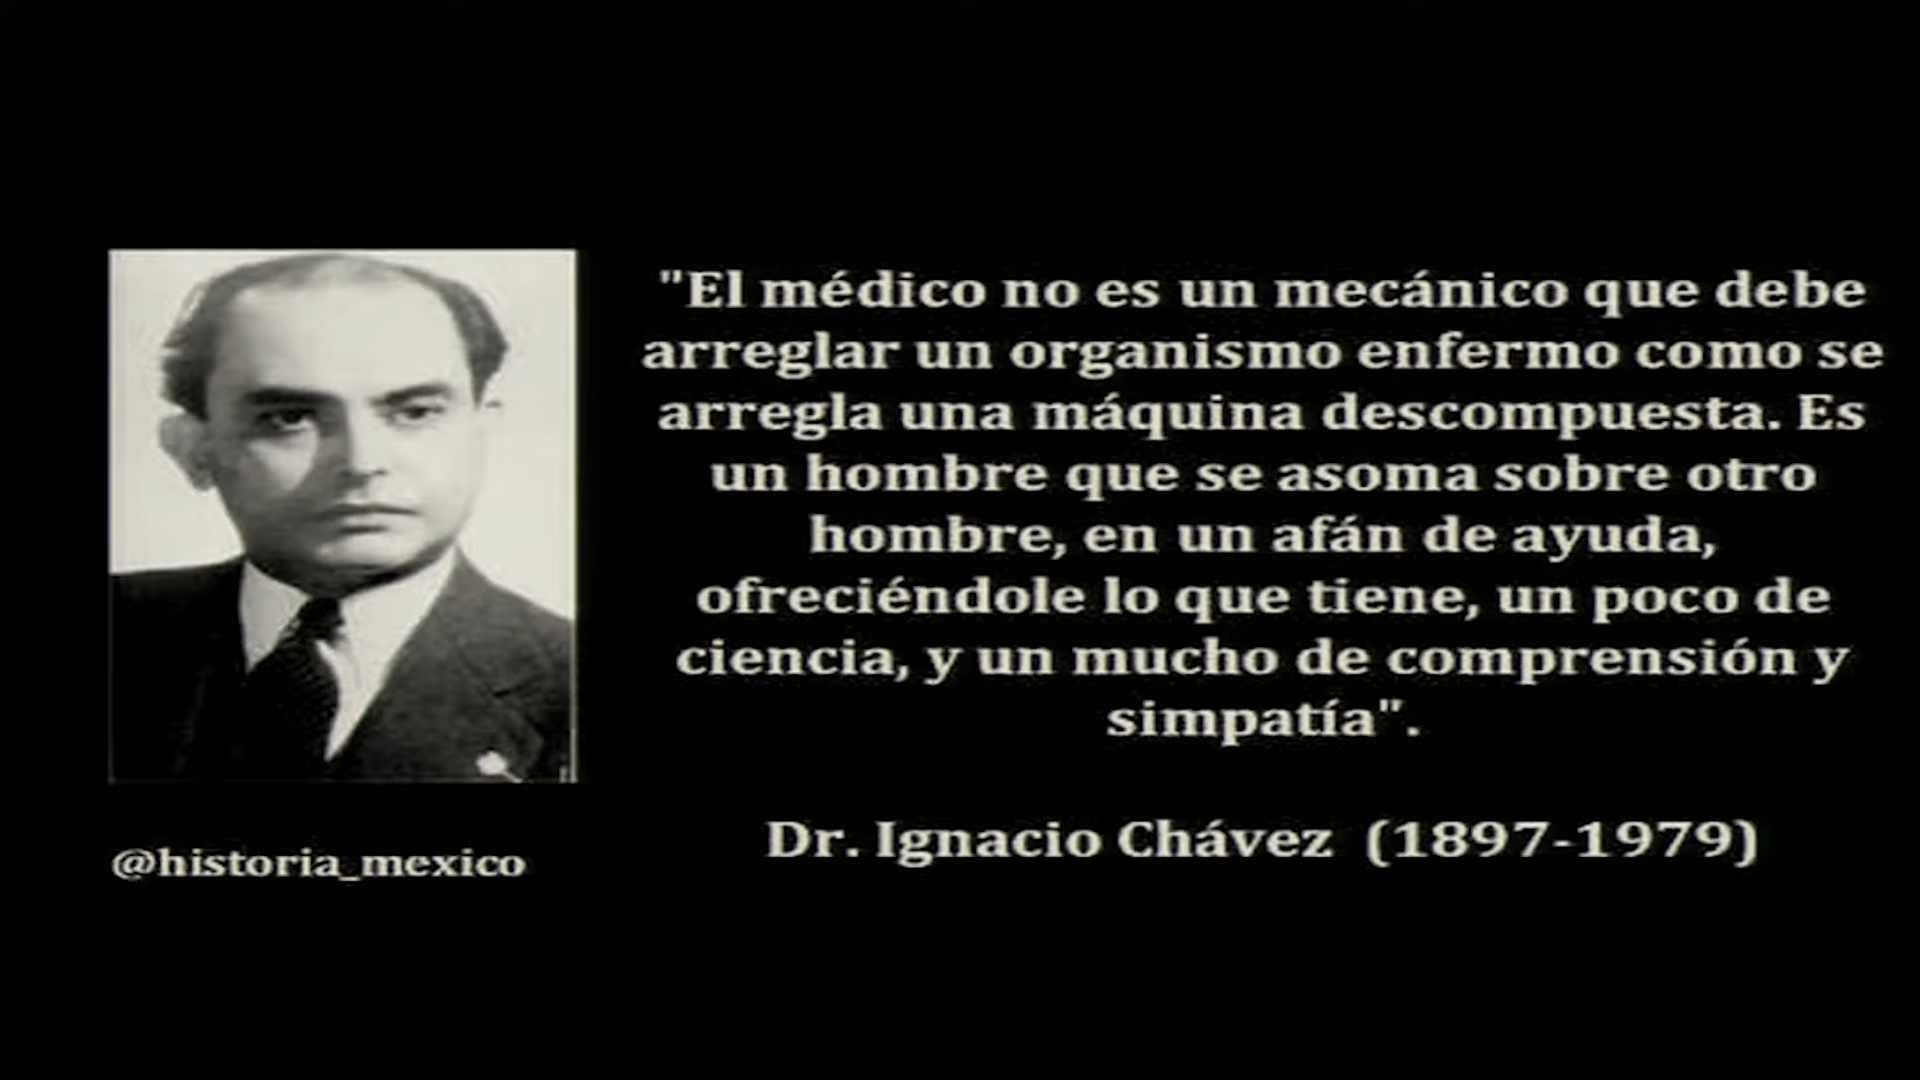 "El médico no es un mecánico que debe
arreglar un organismo enfermo como se
arregla una máquina descompuesta. Es
un hombre que se asoma sobre otro
hombre, en un afán de ayuda,
ofreciéndole lo que tiene, un poco de
ciencia, y un mucho de comprensión y
simpatía".
Dr. Ignacio Chávez (1897-1979)
@historia_mexico